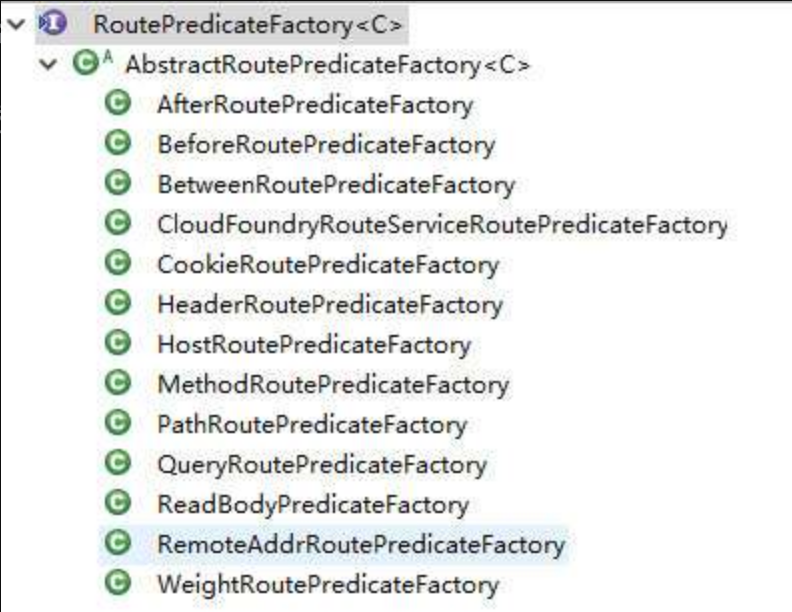 RoutePredicateFactory<C>
AbstractRoutePredicateFactory<C>
AfterRoutePredicateFactory
BeforeRoutePredicateFactory
BetweenRoutePredicateFactory
CloudFoundryRouteServiceRoutePredicateFactory
CookieRoutePredicateFactory
HeaderRoutePredicateFactory
HostRoutePredicateFactory
MethodRoutePredicateFactory
PathRoutePredicateFactory
QueryRoutePredicateFactory
ReadBodyPredicateFactory
RemoteAddrRoutePredicateFactory
WeightRoutePredicateFactory